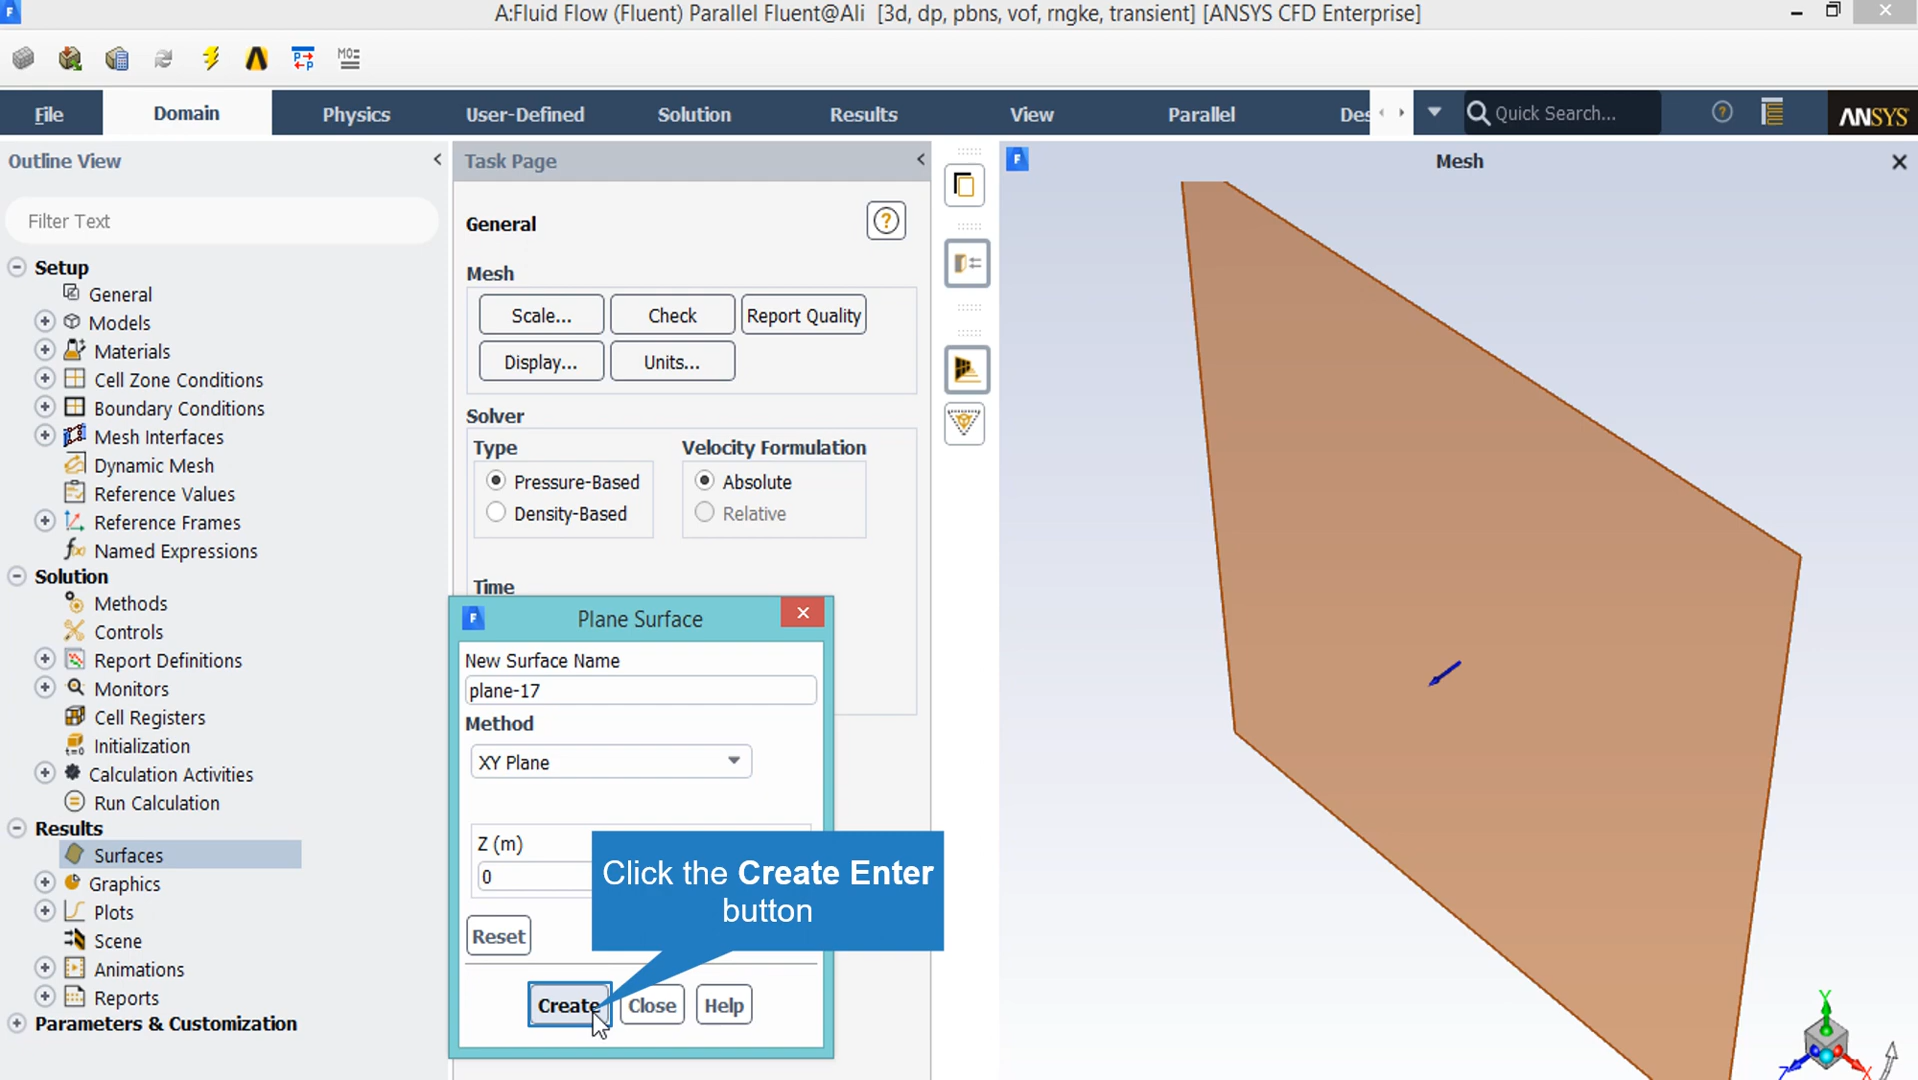 A:Fluid Flow (Fluent) Parallel Fluent@Ali [3d, dp, pbns, vof, rngke, transient] [ANSYS CFD Enterprise]
File
Domain
Physics
User-Defined
Solution
Results
View
Parallel
Des
Quick Search...
ANSYS
Outline View
Filter Text
Setup
General
Models
Materials
Cell Zone Conditions
Boundary Conditions
Mesh Interfaces
Dynamic Mesh
Reference Values
Reference Frames
Named Expressions
Solution
Methods
Controls
Report Definitions
Monitors
Cell Registers
Initialization
Calculation Activities
Run Calculation
Results
Surfaces
Graphics
Plots
Scene
Animations
Reports
Parameters & Customization
Task Page
General
Mesh
Scale...
Check
Report Quality
Display...
Units...
Solver
Type
Velocity Formulation
Pressure-Based
Absolute
Density-Based
Relative
Time
Plane Surface
New Surface Name
plane-17
Method
XY Plane
Z (m)
0
Reset
Create
Close
Help
Click the Create Enter
button
Mesh
Y
Z
X